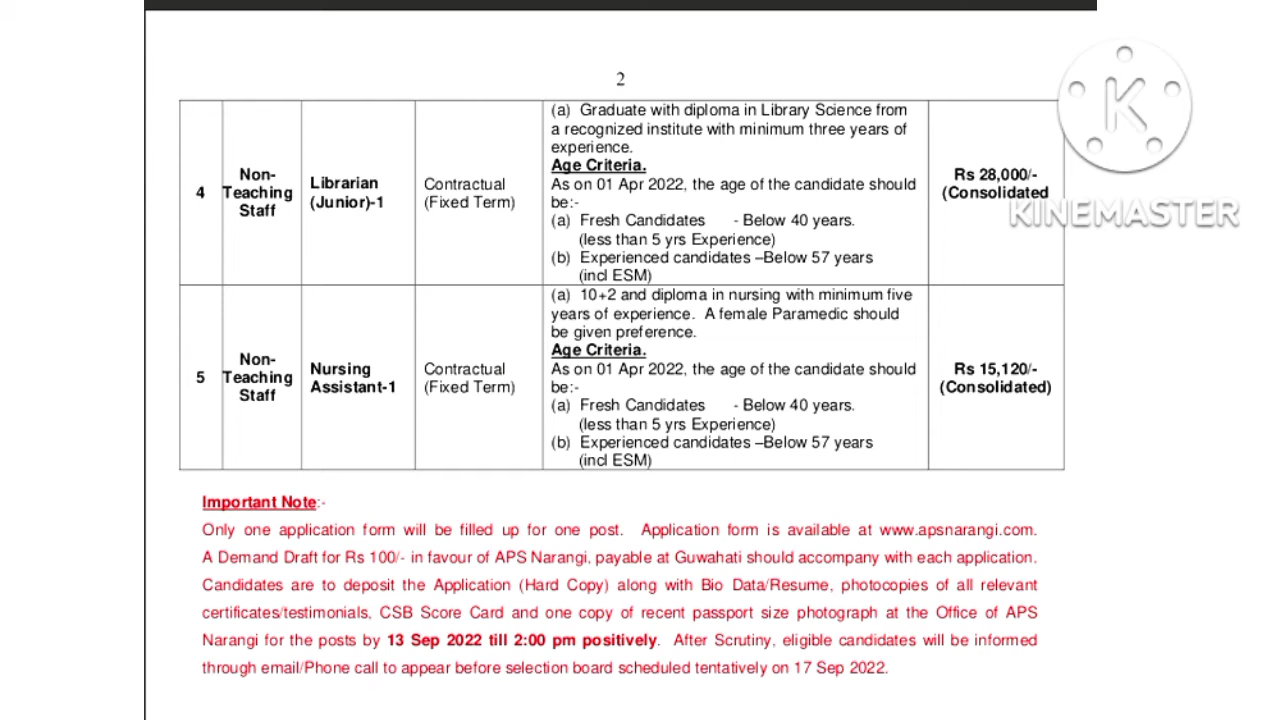 2
4
Non-
Teaching
Staff
Librarian
(Junior)-1
Contractual
(Fixed Term)
(a) Graduate with diploma in Library Science from
a recognized institute with minimum three years of
experience.
Age Criteria.
As on 01 Apr 2022, the age of the candidate should
be:-
(a) Fresh Candidates - Below 40 years.
(less than 5 yrs Experience)
(b) Experienced candidates –Below 57 years
(incl ESM)
Rs 28,000/-
(Consolidated
5
Non-
Teaching
Staff
Nursing
Assistant-1
Contractual
(Fixed Term)
(a) 10+2 and diploma in nursing with minimum five
years of experience. A female Paramedic should
be given preference.
Age Criteria.
As on 01 Apr 2022, the age of the candidate should
be:-
(a) Fresh Candidates - Below 40 years.
(less than 5 yrs Experience)
(b) Experienced candidates –Below 57 years
(incl ESM)
Rs 15,120/-
(Consolidated)
K
KINEMASTER
Important Note:-
Only one application form will be filled up for one post. Application form is available at www.apsnarangi.com.
A Demand Draft for Rs 100/- in favour of APS Narangi, payable at Guwahati should accompany with each application.
Candidates are to deposit the Application (Hard Copy) along with Bio Data/Resume, photocopies of all relevant
certificates/testimonials, CSB Score Card and one copy of recent passport size photograph at the Office of APS
Narangi for the posts by 13 Sep 2022 till 2:00 pm positively. After Scrutiny, eligible candidates will be informed
through email/Phone call to appear before selection board scheduled tentatively on 17 Sep 2022.